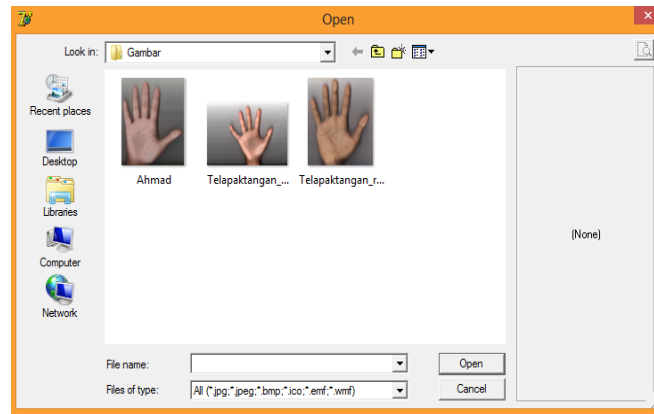 Open
Look in: Gambar
Recent places
Desktop
Libraries
Computer
Network
Ahmad Telapaktangan_... Telapaktangan_r...
(None)
File name: Open
Files of type: All (*.jpg;*.jpeg;*.bmp;*.ico;*.emf;*.wmf) Cancel